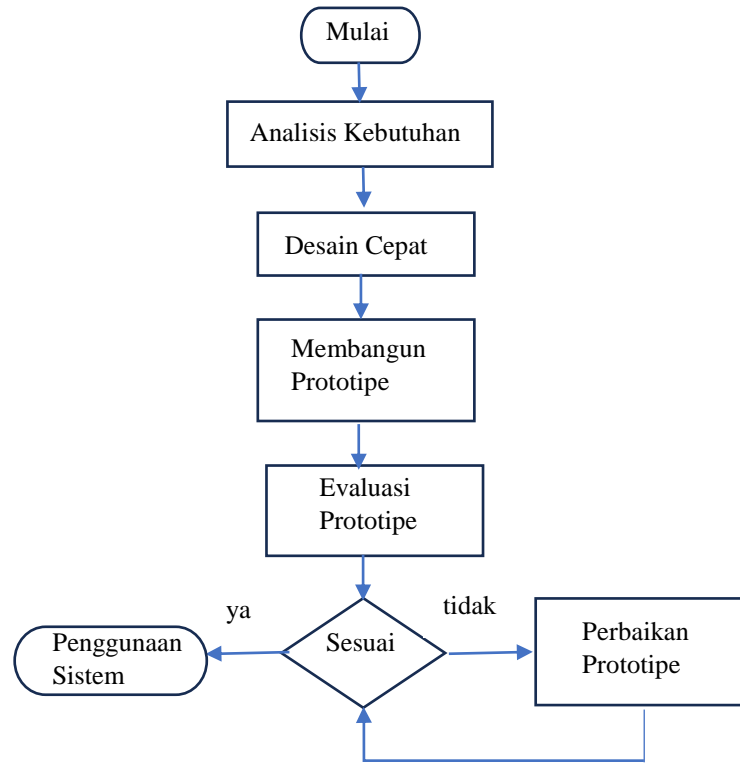 Mulai
Analisis Kebutuhan
Desain Cepat
Membangun
Prototipe
Evaluasi
Prototipe
ya
tidak
Penggunaan
Sistem
Sesuai
Perbaikan
Prototipe